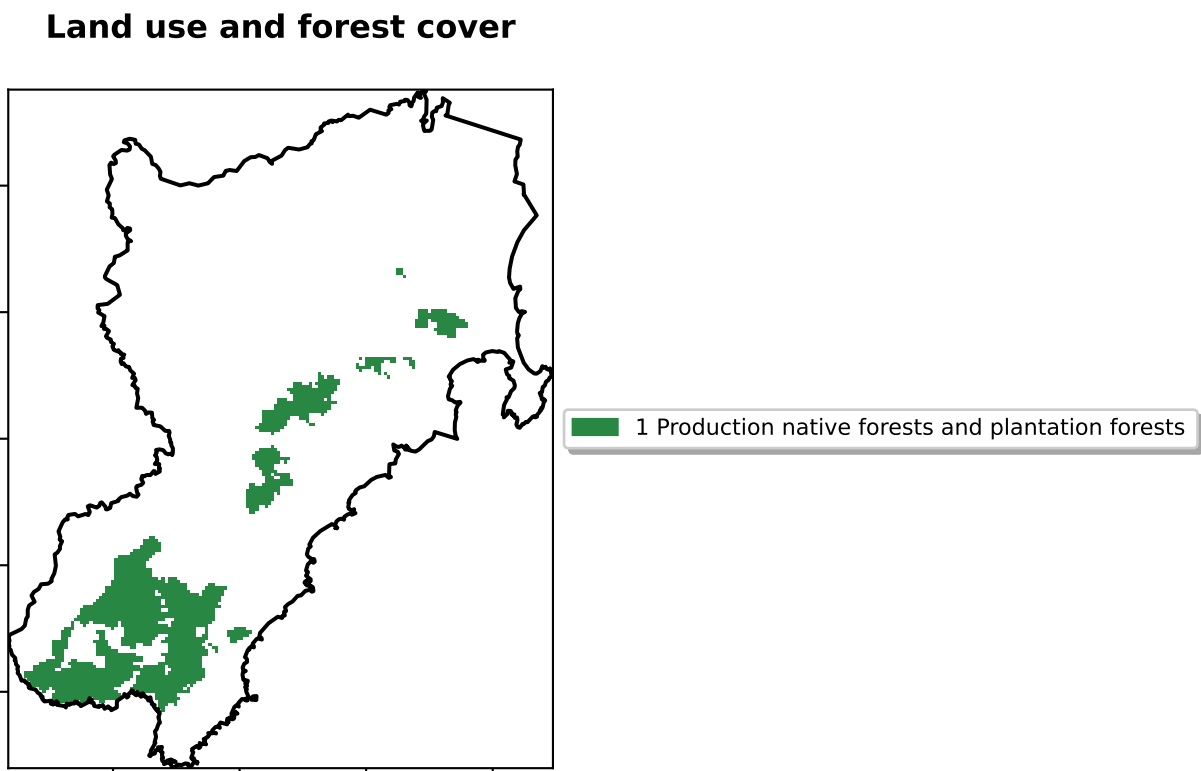 Land use and forest cover
1 Production native forests and plantation forests